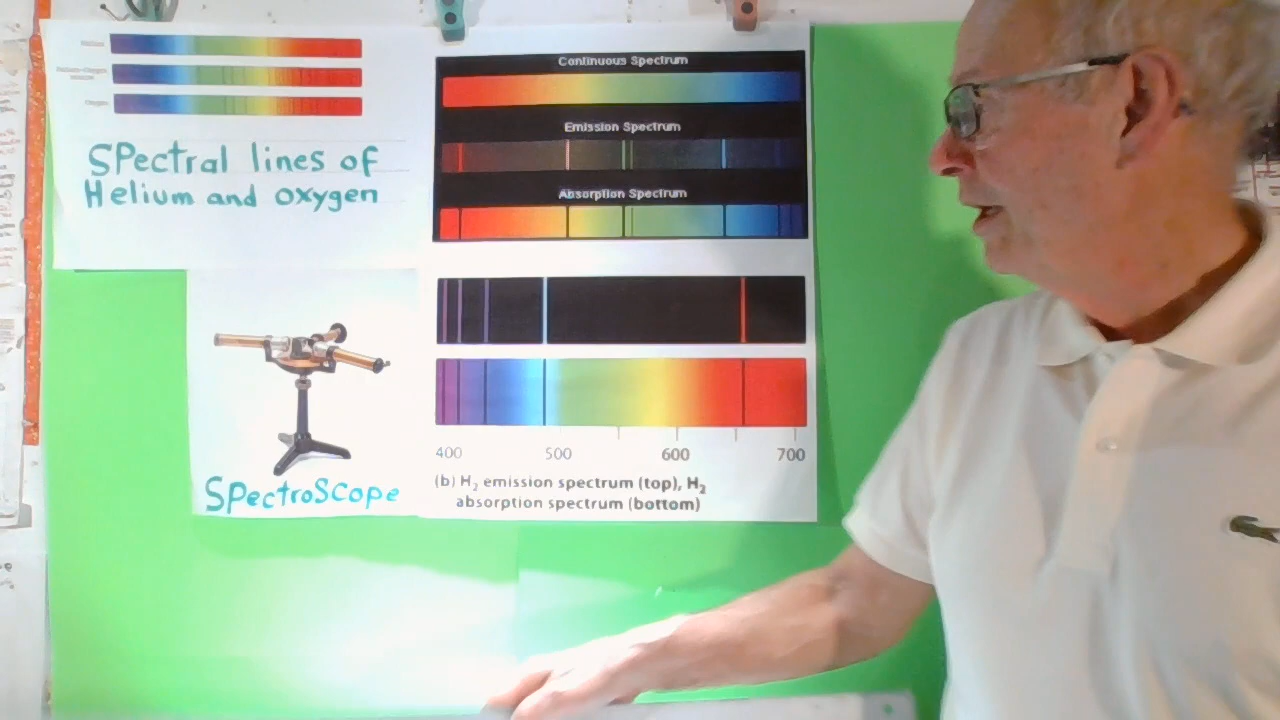 Oxygen
Spectral lines of
Helium and oxygen
Spectroscope
Continuous Spectrum
Emission Spectrum
Absorption Spectrum
400 500 600 700
(b) H₂ emission spectrum (top), H₂
absorption spectrum (bottom)